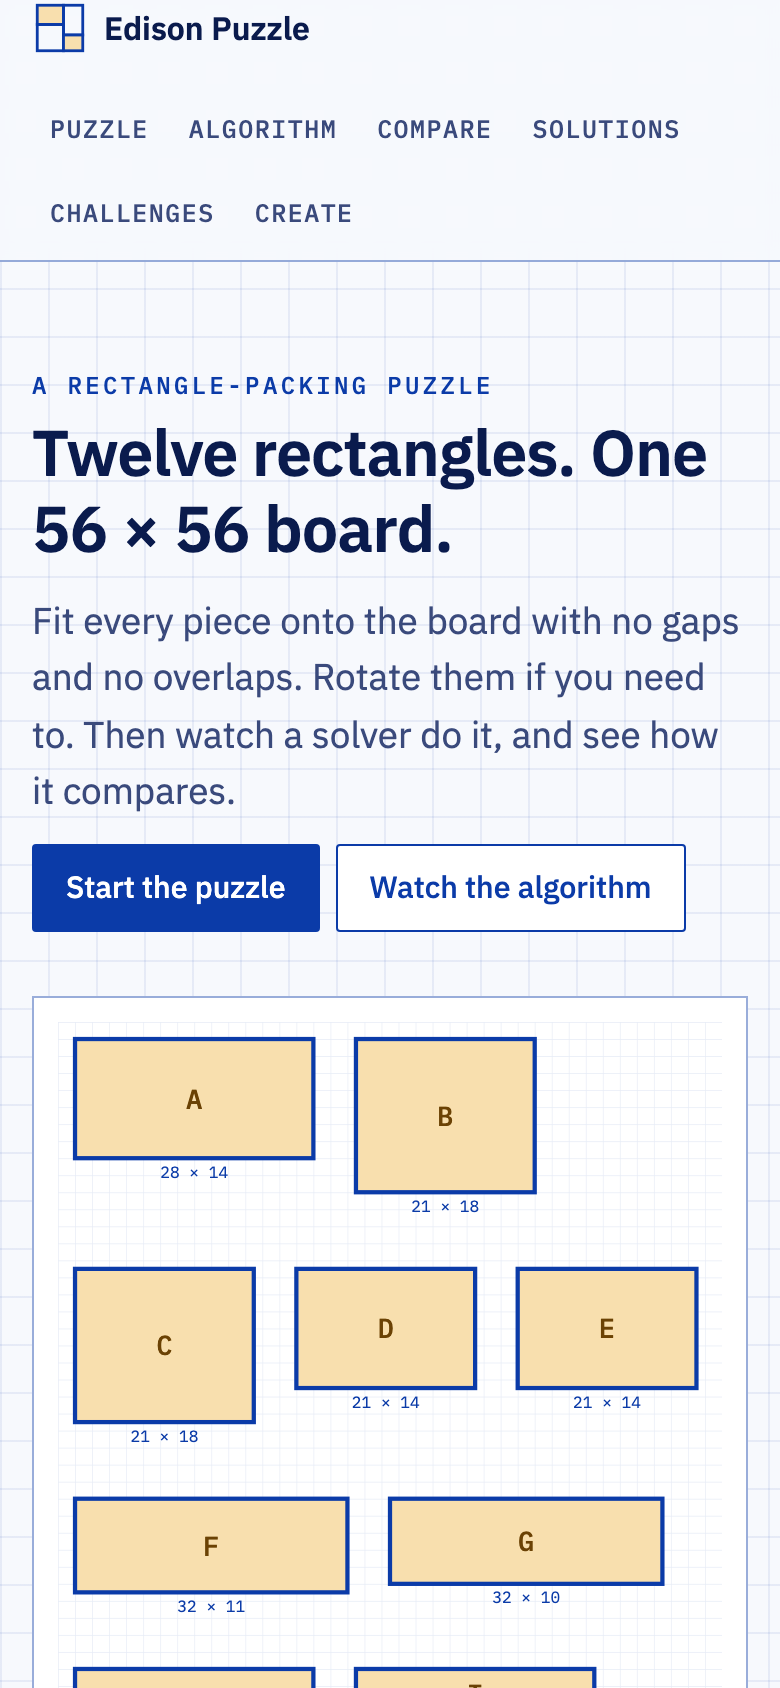 Edison Puzzle
PUZZLE ALGORITHM COMPARE SOLUTIONS
CHALLENGES CREATE
A RECTANGLE-PACKING PUZZLE
Twelve rectangles. One
56 × 56 board.
Fit every piece onto the board with no gaps
and no overlaps. Rotate them if you need
to. Then watch a solver do it, and see how
it compares.
Start the puzzle Watch the algorithm
A
28 × 14
B
21 × 18
C
21 × 18
D
21 × 14
E
21 × 14
F
32 × 11
G
32 × 10